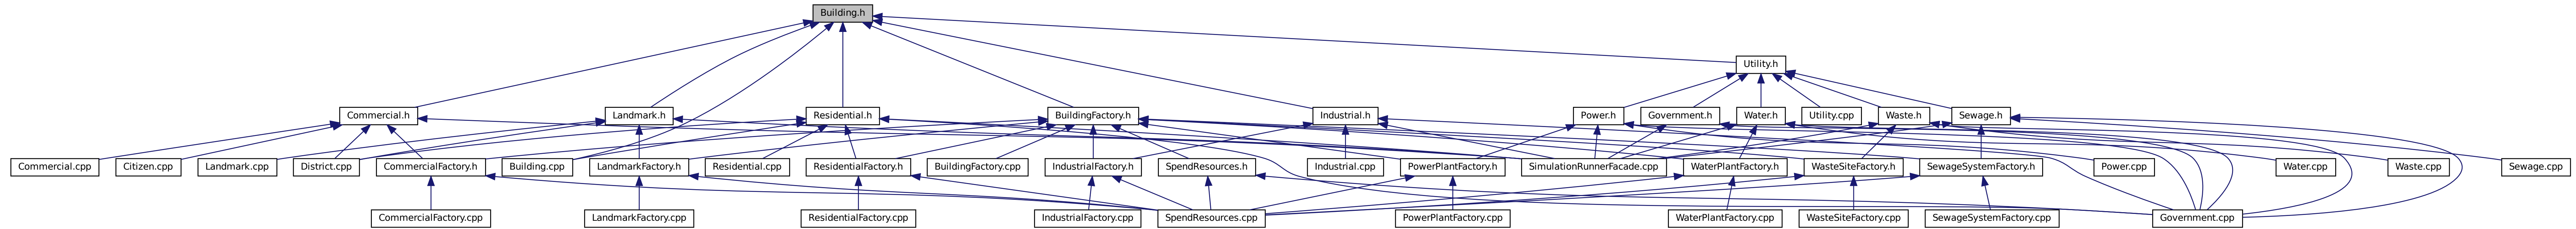 Building.h
Utility.h
Commercial.h
Landmark.h
Residential.h
BuildingFactory.h
Industrial.h
Power.h
Government.h
Water.h
Utility.cpp
Waste.h
Sewage.h
Commercial.cpp
Citizen.cpp
Landmark.cpp
District.cpp
CommercialFactory.h
Building.cpp
LandmarkFactory.h
Residential.cpp
ResidentialFactory.h
BuildingFactory.cpp
IndustrialFactory.h
SpendResources.h
Industrial.cpp
PowerPlantFactory.h
SimulationRunnerFacade.cpp
WaterPlantFactory.h
WasteSiteFactory.h
SewageSystemFactory.h
Power.cpp
Water.cpp
Waste.cpp
Sewage.cpp
CommercialFactory.cpp
LandmarkFactory.cpp
ResidentialFactory.cpp
IndustrialFactory.cpp
SpendResources.cpp
PowerPlantFactory.cpp
WaterPlantFactory.cpp
WasteSiteFactory.cpp
SewageSystemFactory.cpp
Government.cpp